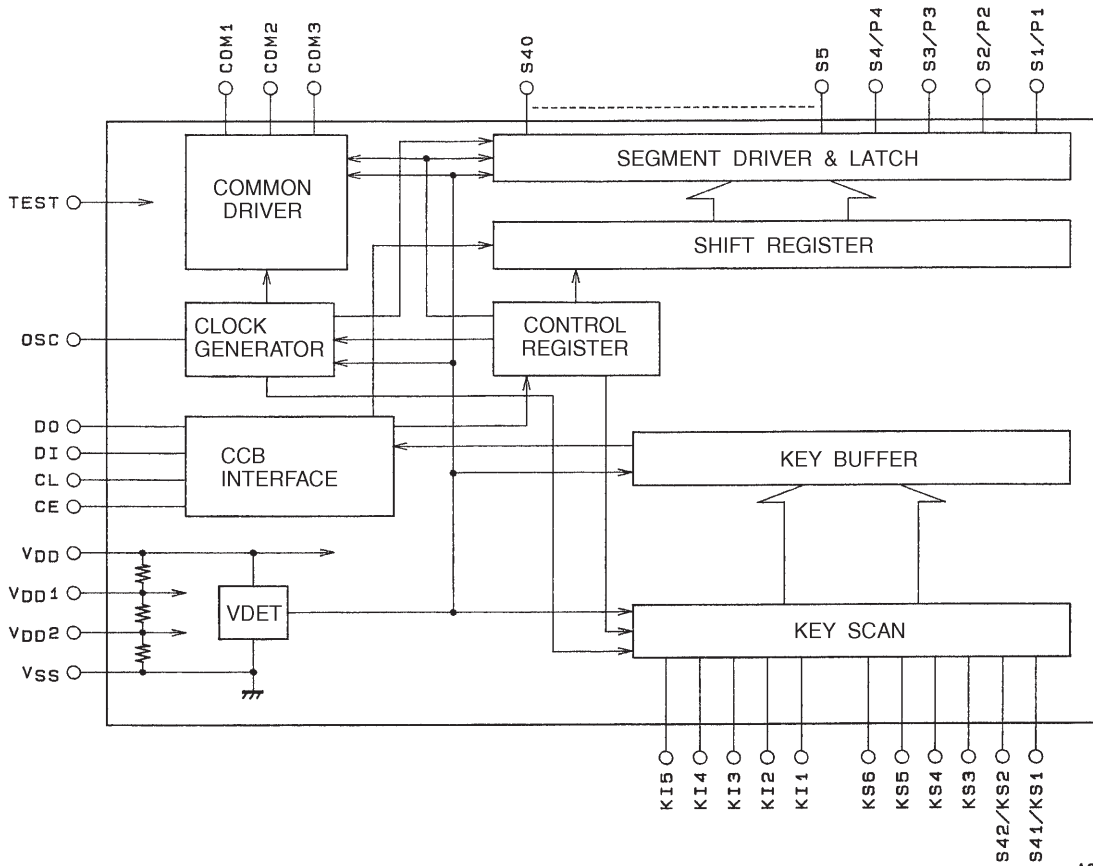 COM1
COM2
COM3
S40
S5
S4/P4
S3/P3
S2/P2
S1/P1
COMMON
DRIVER
SEGMENT DRIVER & LATCH
TEST
SHIFT REGISTER
OSC
CLOCK
GENERATOR
CONTROL
REGISTER
DO
DI
CL
CE
CCB
INTERFACE
KEY BUFFER
VDD
VDD1
VDD2
VSS
VDET
KEY SCAN
KI5
KI4
KI3
KI2
KI1
KS6
KS5
KS4
KS3
S42/KS2
S41/KS1